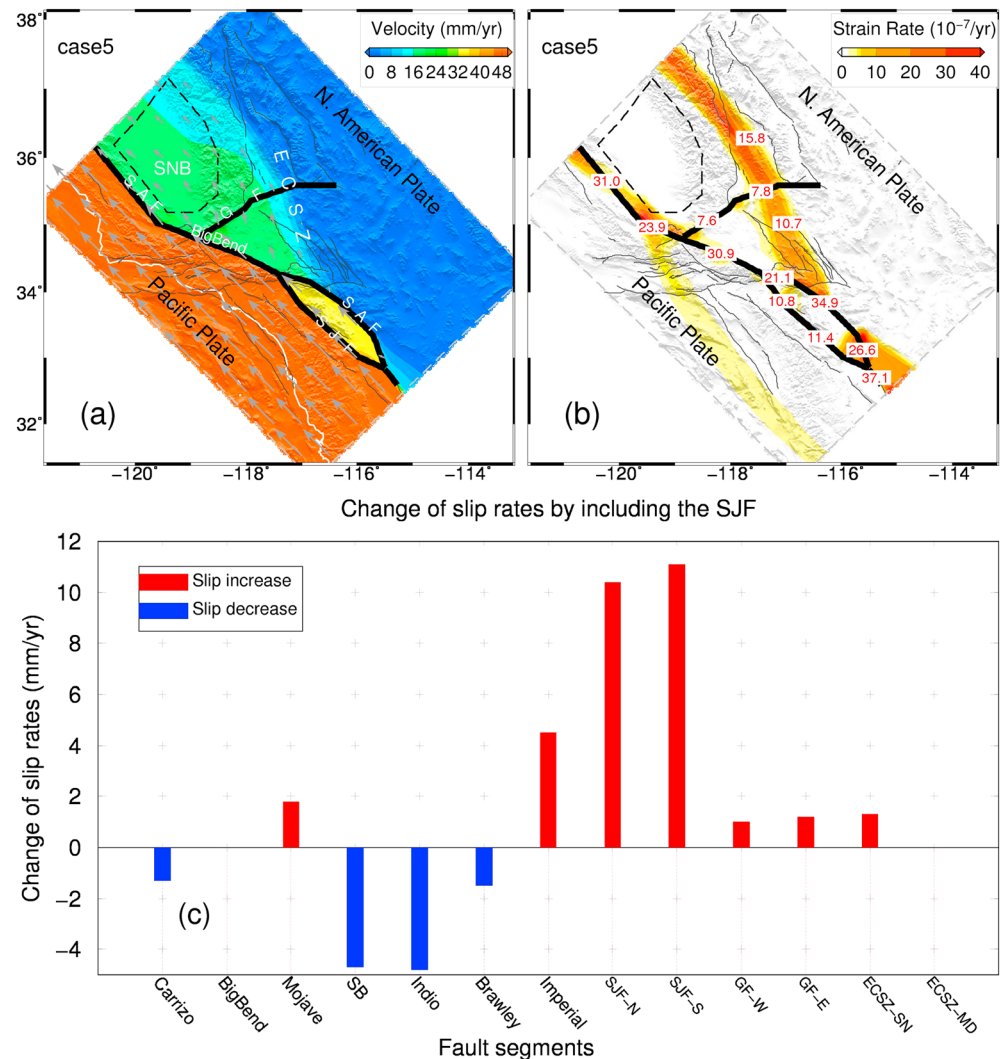 38°
36°
34°
32°
case5
Velocity (mm/yr)
0 8 16 24 32 40 48
N. American Plate
SNB
E C S Z
S A F
G F
BigBend
S A F
S J F
Pacific Plate
(a)
−120 −118 −116 −114
case5
Strain Rate (10⁻⁷/yr)
0 10 20 30 40
N. American Plate
15.8
31.0
7.8
7.6
10.7
23.9
30.9
21.1
10.8
34.9
11.4
26.6
37.1
Pacific Plate
(b)
−120 −118 −116 −114
Change of slip rates by including the SJF
Change of slip rates (mm/yr)
12
10
8
6
4
2
0
−2
−4
Slip increase
Slip decrease
(c)
Carrizo
BigBend
Mojave
SB
Indio
Brawley
Imperial
SJF−N
SJF−S
GF−W
GF−E
ECSZ−SN
ECSZ−MD
Fault segments